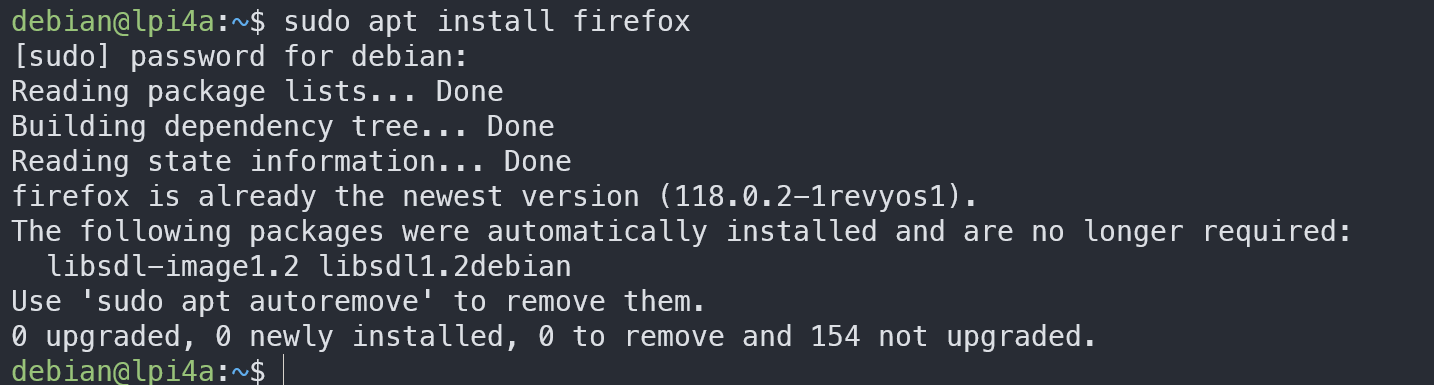 debian@lpi4a:~$ sudo apt install firefox
[sudo] password for debian:
Reading package lists... Done
Building dependency tree... Done
Reading state information... Done
firefox is already the newest version (118.0.2-1revyos1).
The following packages were automatically installed and are no longer required:
  libsdl-image1.2 libsdl1.2debian
Use 'sudo apt autoremove' to remove them.
0 upgraded, 0 newly installed, 0 to remove and 154 not upgraded.
debian@lpi4a:~$